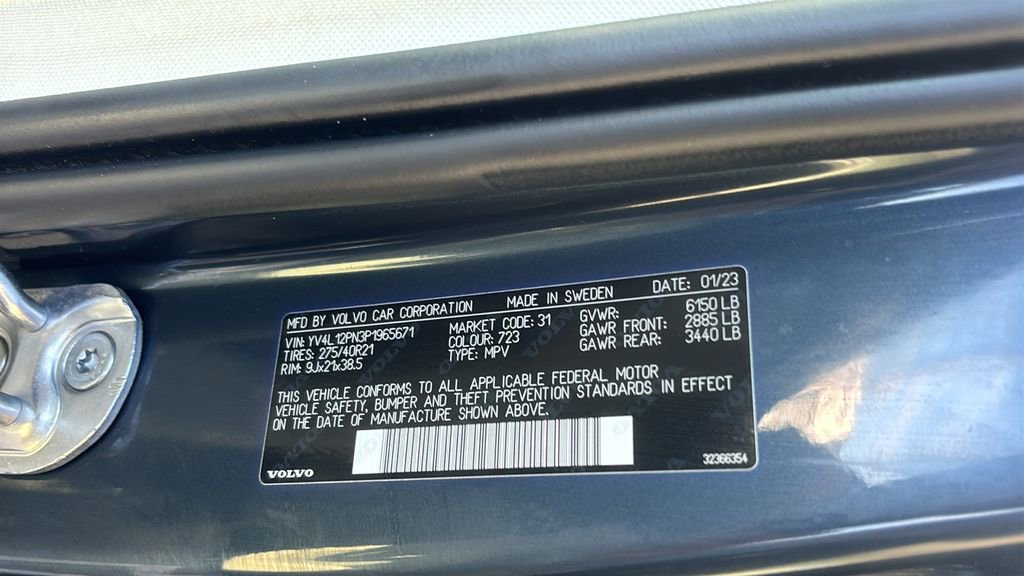 MFD BY VOLVO CAR CORPORATION MADE IN SWEDEN DATE: 01/23
VIN: YV4L12PN3P1965671 MARKET CODE: 31 GVWR: 6150 LB
TIRES: 275/40R21 COLOUR: 723 GAWR FRONT: 2885 LB
RIM: 9Jx21x38.5 TYPE: MPV GAWR REAR: 3440 LB
THIS VEHICLE CONFORMS TO ALL APPLICABLE FEDERAL MOTOR
VEHICLE SAFETY, BUMPER AND THEFT PREVENTION STANDARDS IN EFFECT
ON THE DATE OF MANUFACTURE SHOWN ABOVE.
VOLVO 32366354